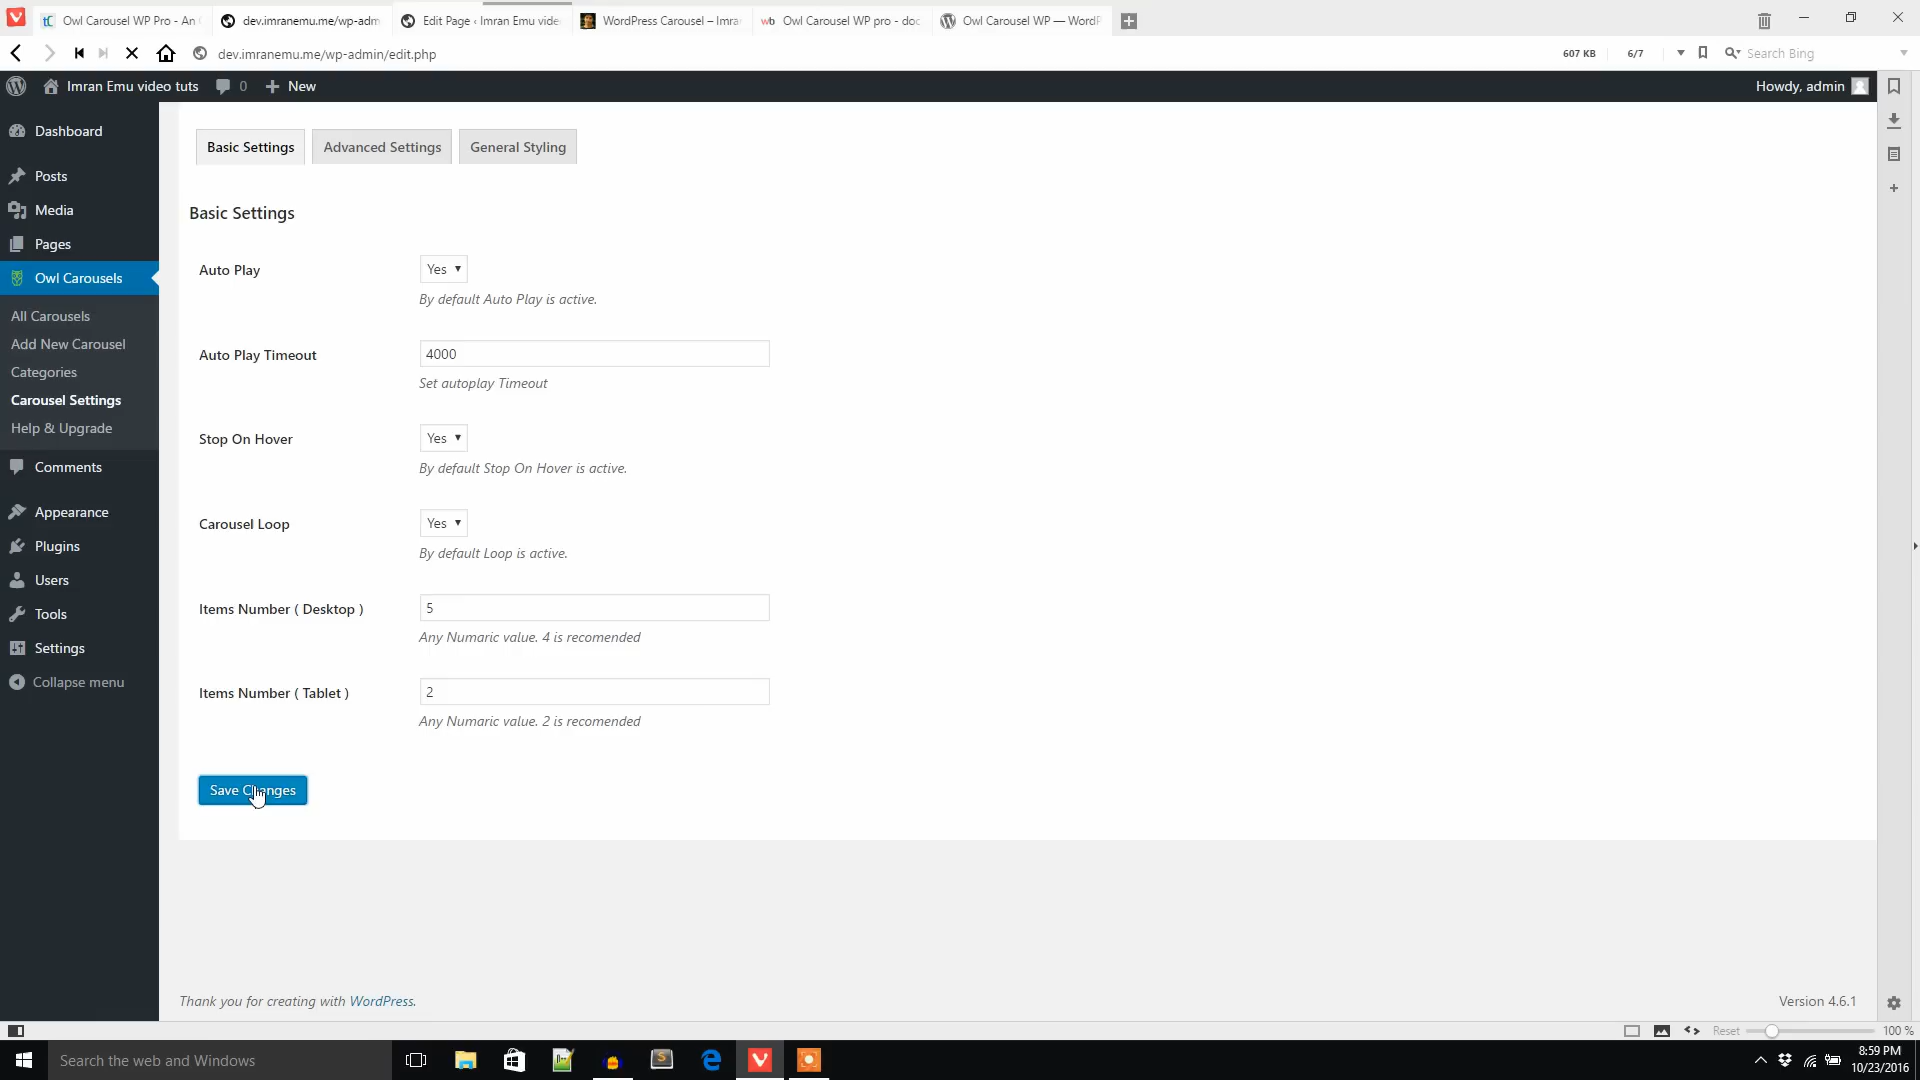 Owl Carousel WP Pro - An
dev.imranemu.me/wp-adm
Edit Page ‹ Imran Emu vide
WordPress Carousel – Imra
wb Owl Carousel WP pro - doc
Owl Carousel WP — WordP
dev.imranemu.me/wp-admin/edit.php
607 KB
6/7
Search Bing
Imran Emu video tuts
0
New
Howdy, admin
Dashboard
Posts
Media
Pages
Owl Carousels
All Carousels
Add New Carousel
Categories
Carousel Settings
Help & Upgrade
Comments
Appearance
Plugins
Users
Tools
Settings
Collapse menu
Basic Settings
Advanced Settings
General Styling
Basic Settings
Auto Play
Yes
By default Auto Play is active.
Auto Play Timeout
4000
Set autoplay Timeout
Stop On Hover
Yes
By default Stop On Hover is active.
Carousel Loop
Yes
By default Loop is active.
Items Number ( Desktop )
5
Any Numaric value. 4 is recomended
Items Number ( Tablet )
2
Any Numaric value. 2 is recomended
Save Changes
Thank you for creating with WordPress.
Version 4.6.1
Reset
100 %
Search the web and Windows
8:59 PM
10/23/2016